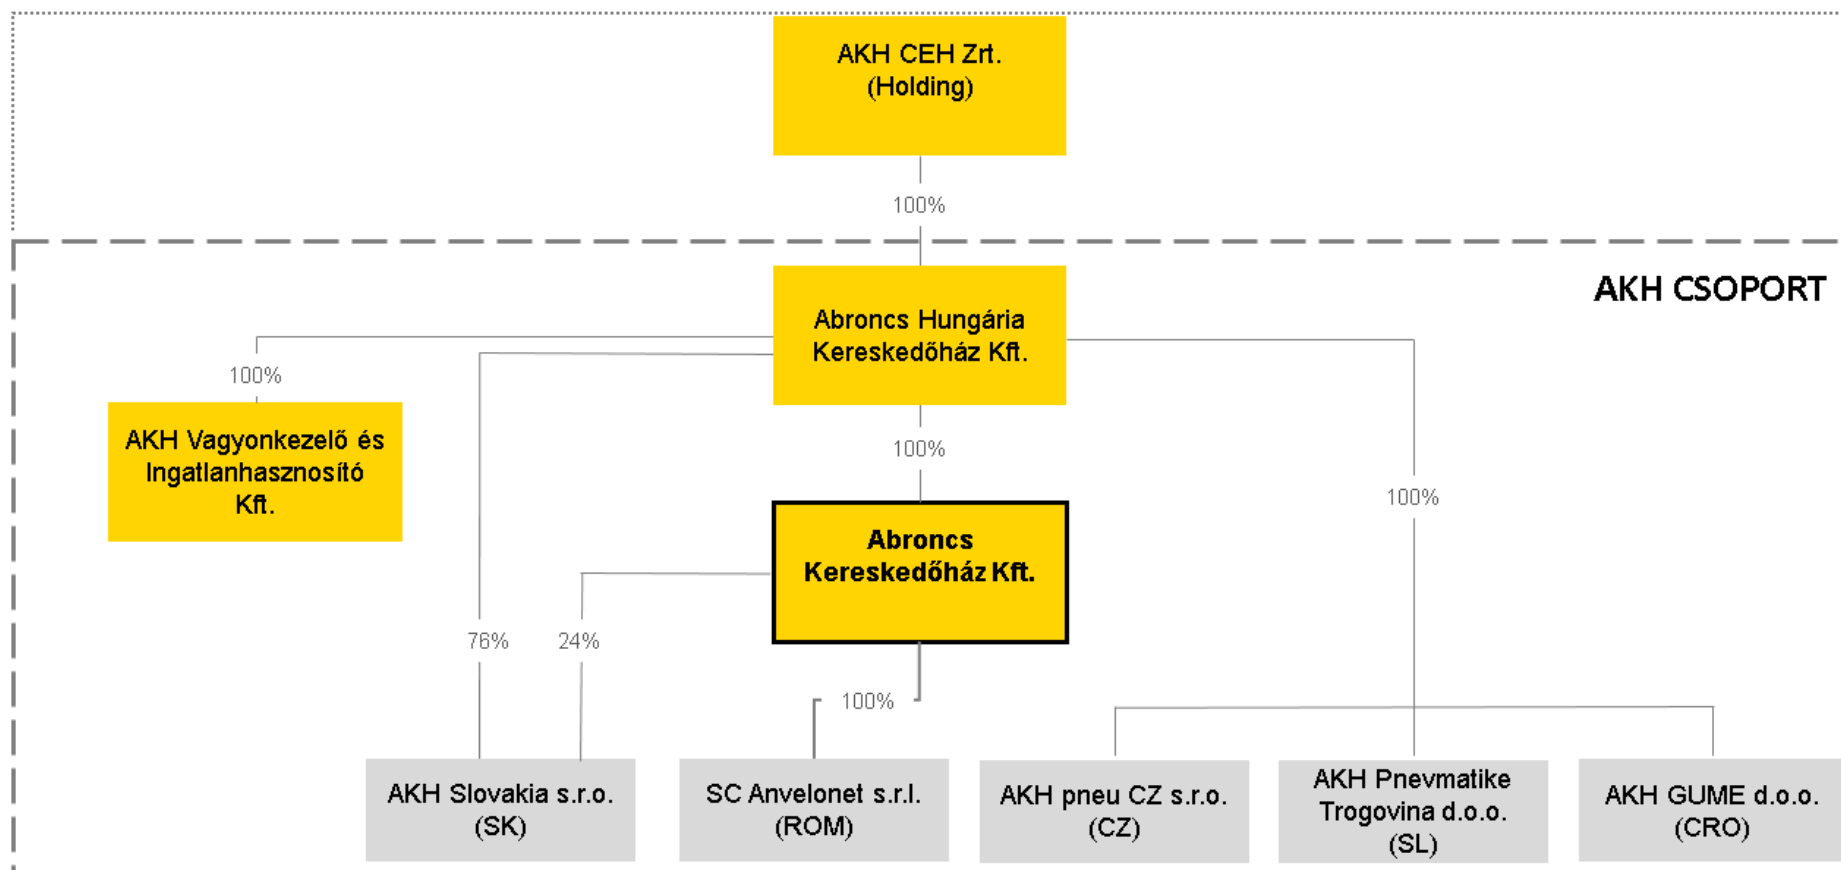 AKH CEH Zrt.
(Holding)
100%
AKH CSOPORT
Abroncs Hungária
Kereskedőház Kft.
100%
AKH Vagyonkezelő és
Ingatlanhasznosító
Kft.
100%
100%
Abroncs
Kereskedőház Kft.
76%
24%
100%
AKH Slovakia s.r.o.
(SK)
SC Anvelonet s.r.l.
(ROM)
AKH pneu CZ s.r.o.
(CZ)
AKH Pnevmatike
Trogovina d.o.o.
(SL)
AKH GUME d.o.o.
(CRO)